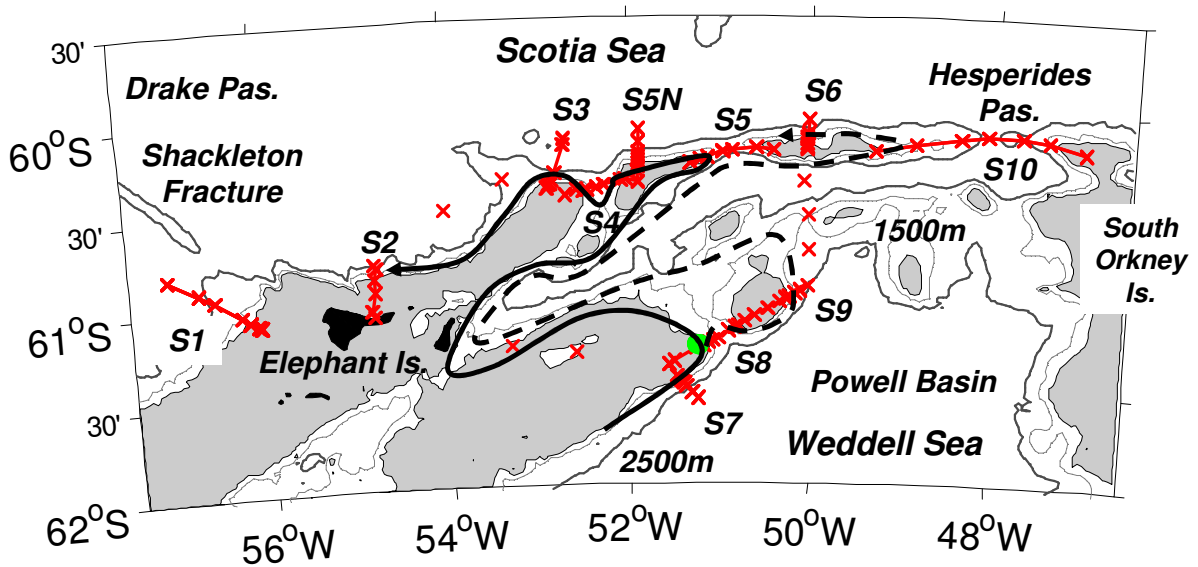 30'
Scotia Sea
Drake Pas.
Hesperides
Pas.
S3
S5N
S5
S6
60°S
Shackleton
Fracture
S10
S4
30'
S2
1500m
South
Orkney
Is.
S1
61°S
Elephant Is.
S9
S8
Powell Basin
S7
30'
2500m
Weddell Sea
62°S
56°W
54°W
52°W
50°W
48°W